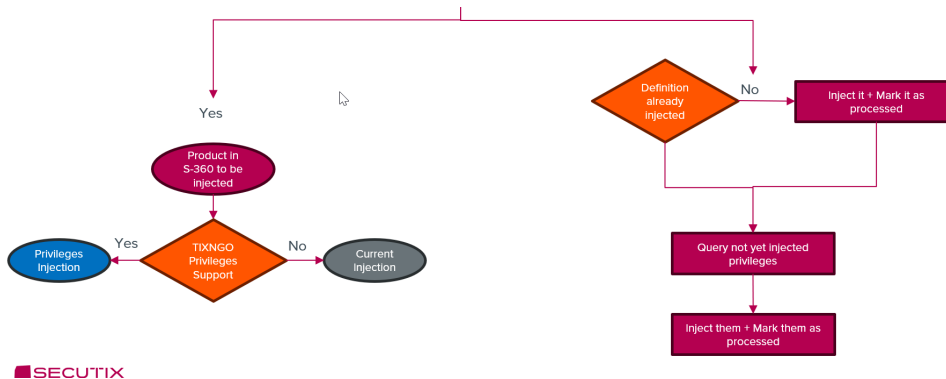 Yes
Product in
S-360 to be
injected
Privileges
Injection
Yes
TIXNGO
Privileges
Support
No
Current
Injection
Definition
already
injected
No
Inject it + Mark it as
processed
Query not yet injected
privileges
Inject them + Mark them as
processed
SECUTIX